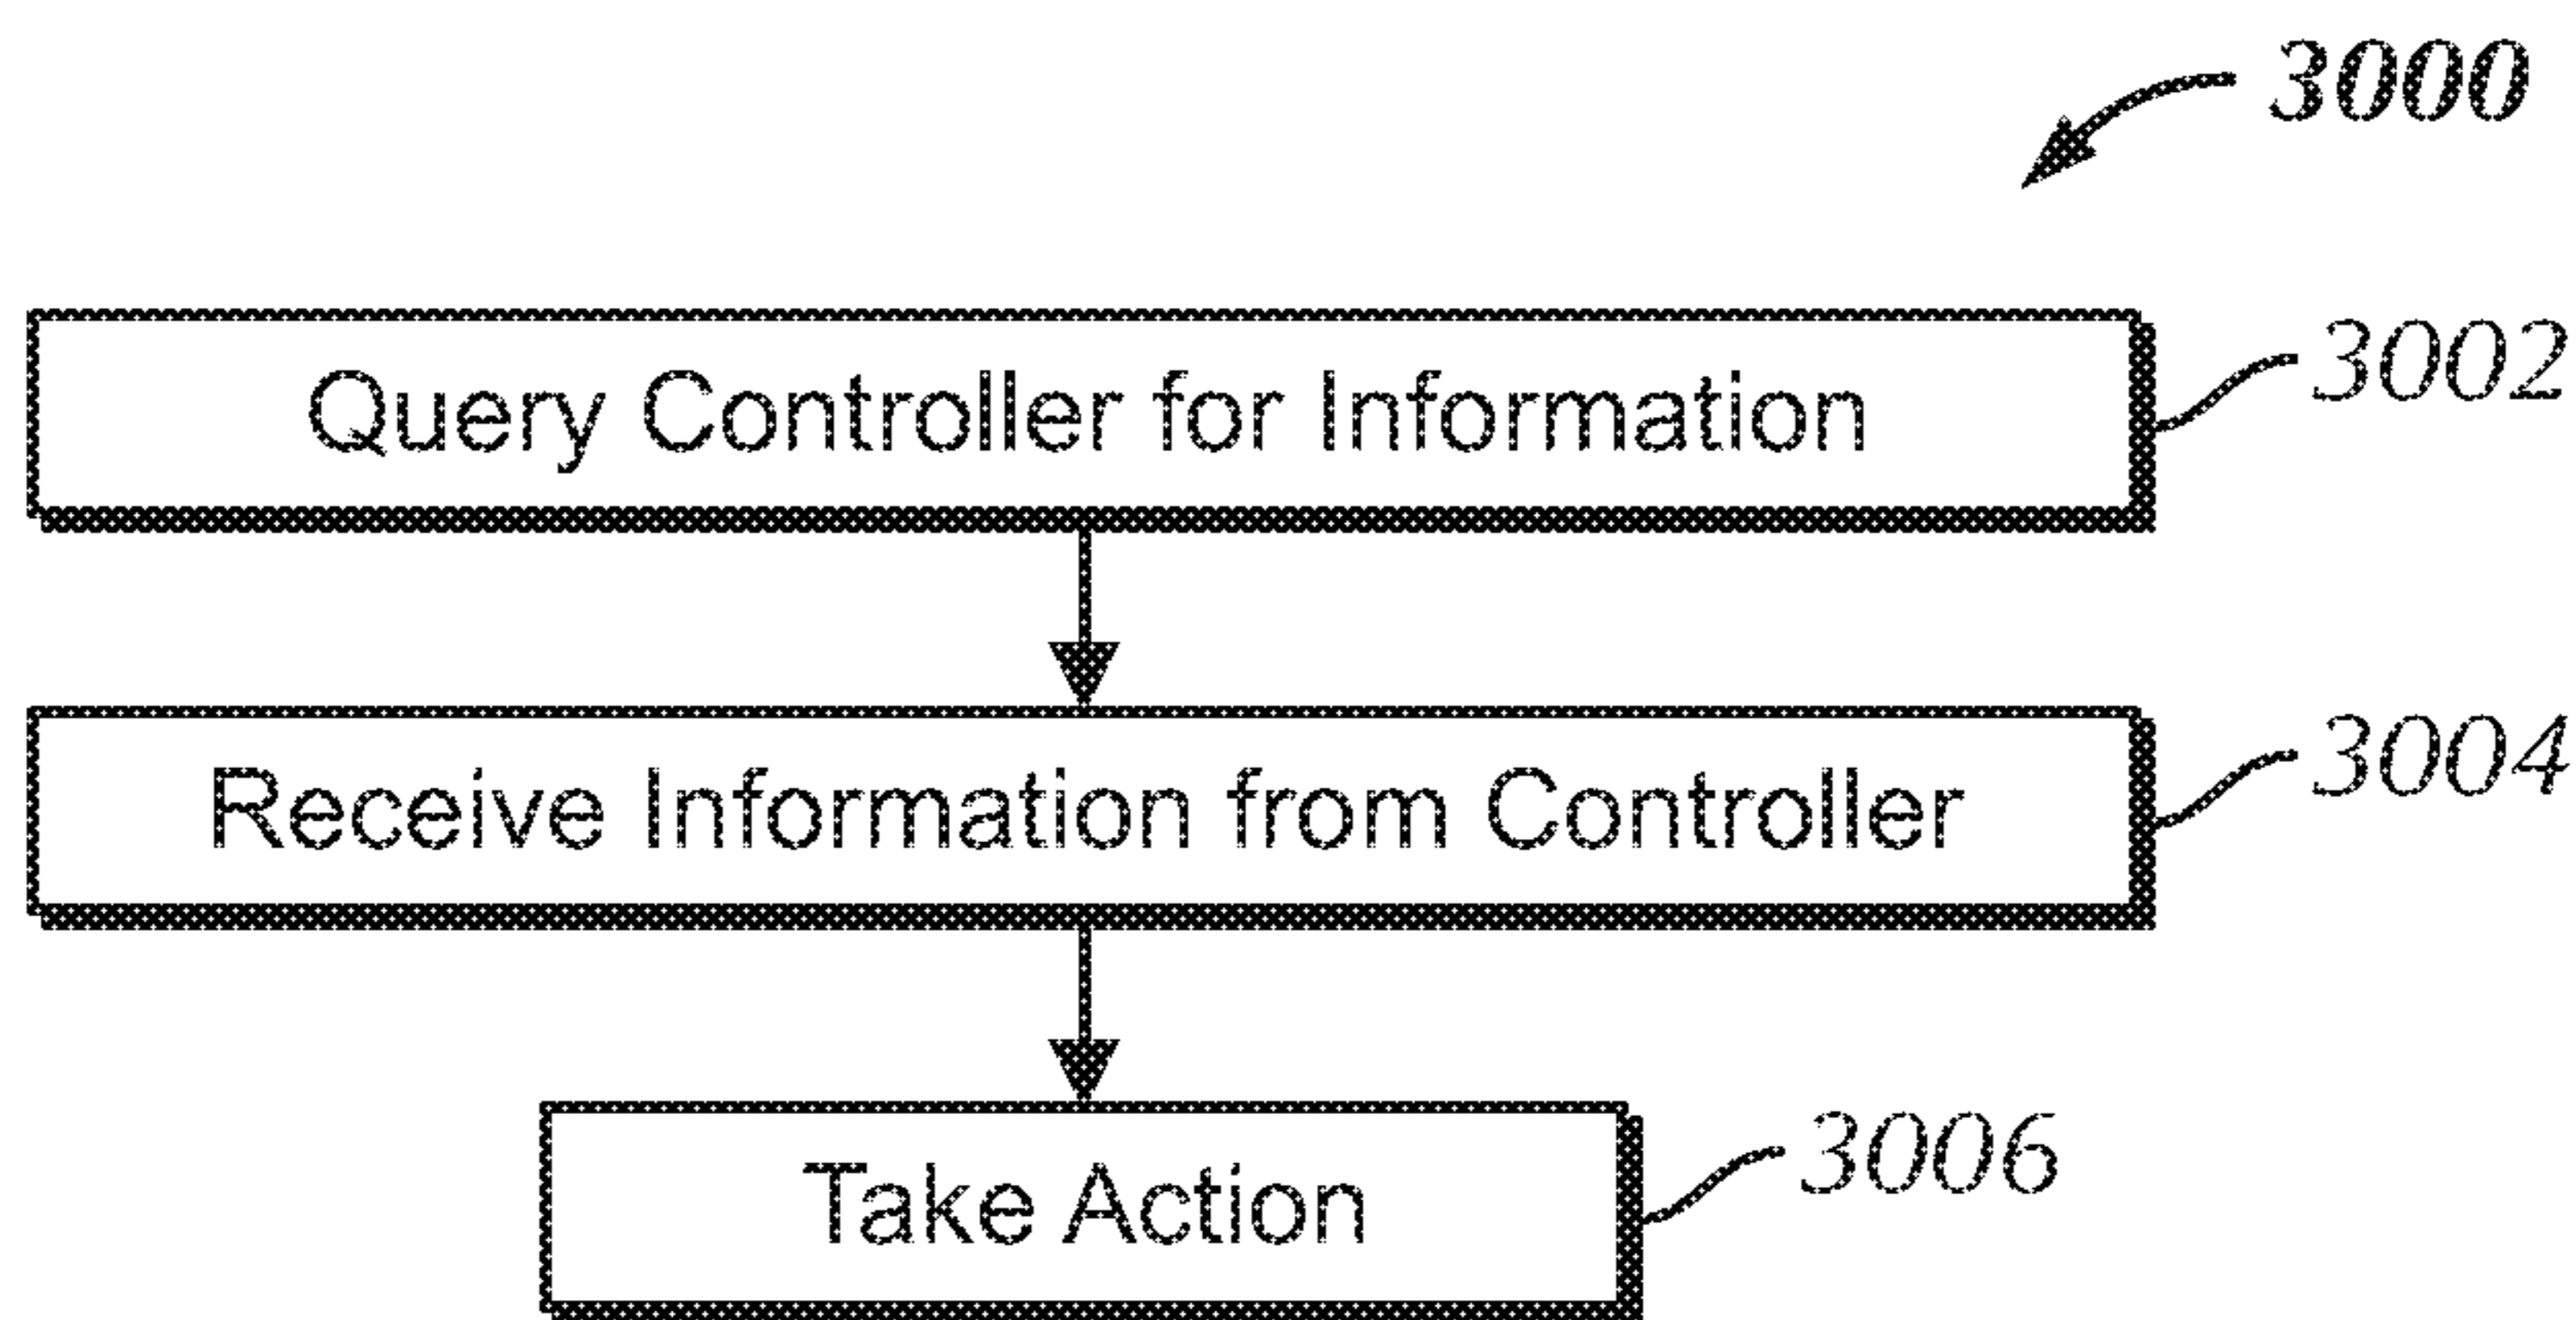 3000
Query Controller for Information
3002
Receive Information from Controller
3004
Take Action
3006